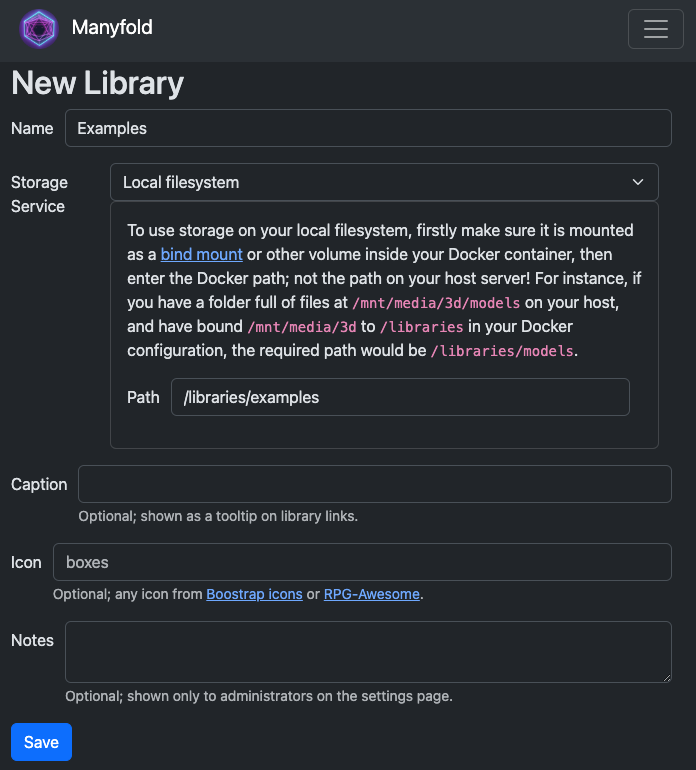 Manyfold
New Library
Name
Examples
Storage
Service
Local filesystem
To use storage on your local filesystem, firstly make sure it is mounted
as a bind mount or other volume inside your Docker container, then
enter the Docker path; not the path on your host server! For instance, if
you have a folder full of files at /mnt/media/3d/models on your host,
and have bound /mnt/media/3d to /libraries in your Docker
configuration, the required path would be /libraries/models.
Path
/libraries/examples
Caption
Optional; shown as a tooltip on library links.
Icon
boxes
Optional; any icon from Boostrap icons or RPG-Awesome.
Notes
Optional; shown only to administrators on the settings page.
Save